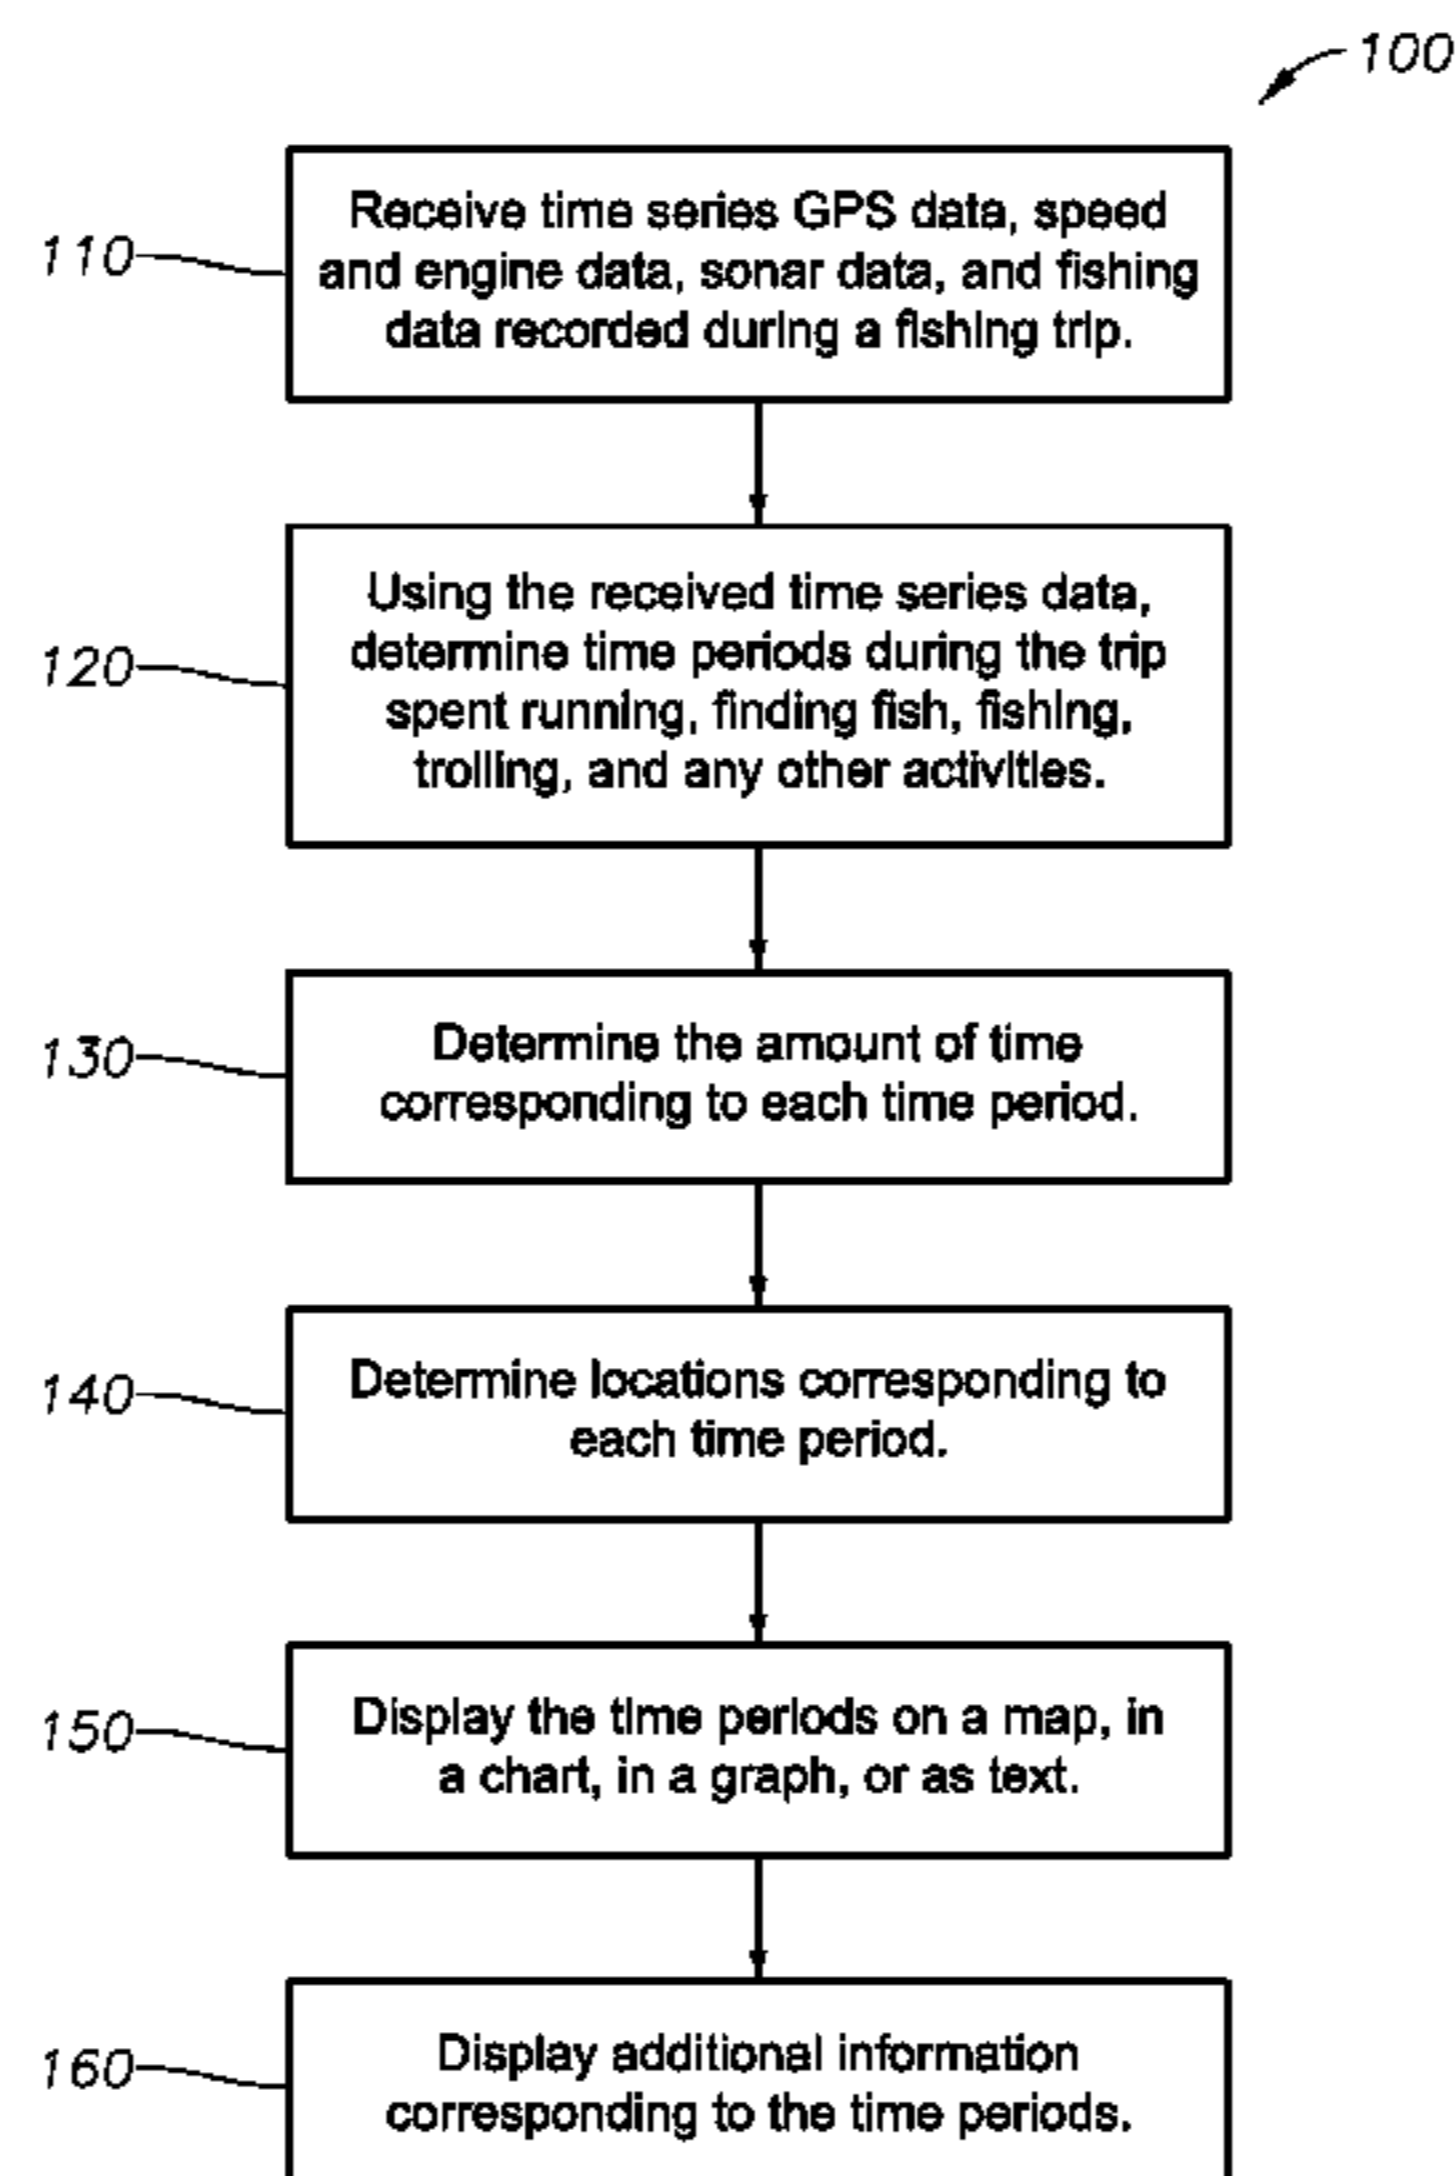 100
110
Receive time series GPS data, speed
and engine data, sonar data, and fishing
data recorded during a fishing trip.
120
Using the received time series data,
determine time periods during the trip
spent running, finding fish, fishing,
trolling, and any other activities.
130
Determine the amount of time
corresponding to each time period.
140
Determine locations corresponding to
each time period.
150
Display the time periods on a map, in
a chart, in a graph, or as text.
160
Display additional information
corresponding to the time periods.